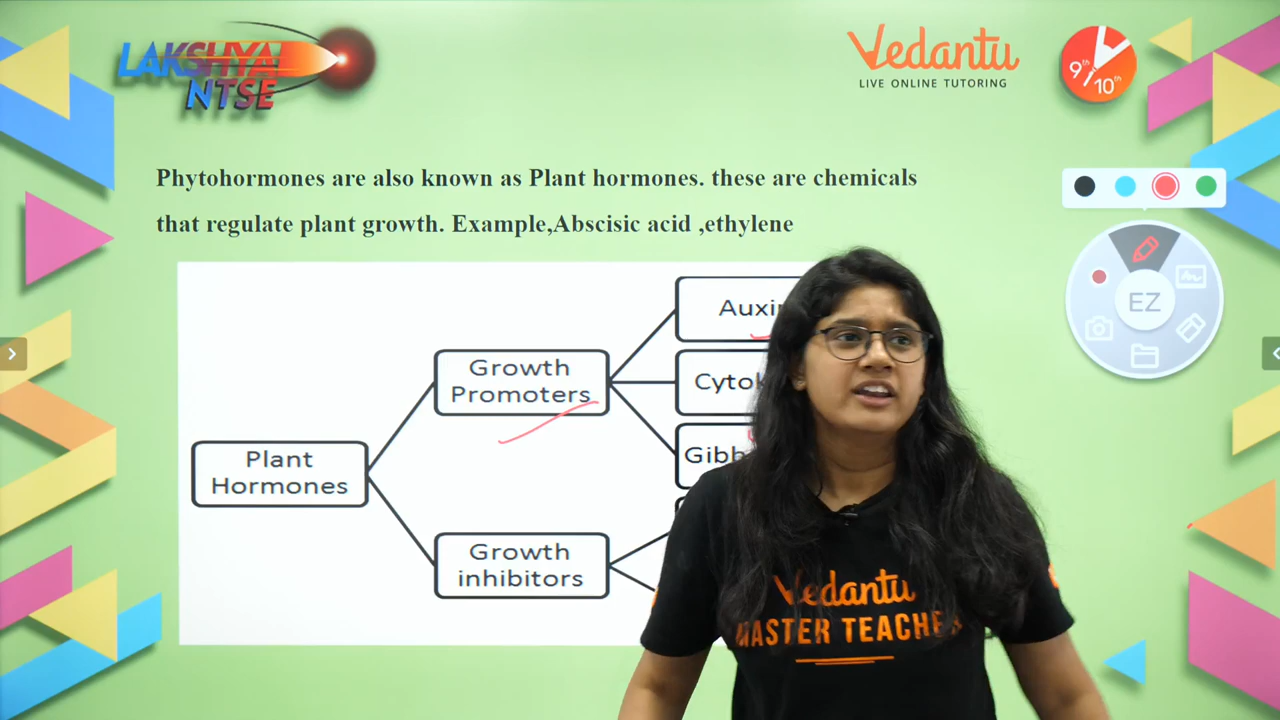 LAKSHYA
NTSE
Vedantu
LIVE ONLINE TUTORING
9th
10th
Phytohormones are also known as Plant hormones. these are chemicals
that regulate plant growth. Example,Abscisic acid ,ethylene
EZ
Growth
Promoters
Plant
Hormones
Growth
inhibitors
Vedantu
MASTER TEACHER